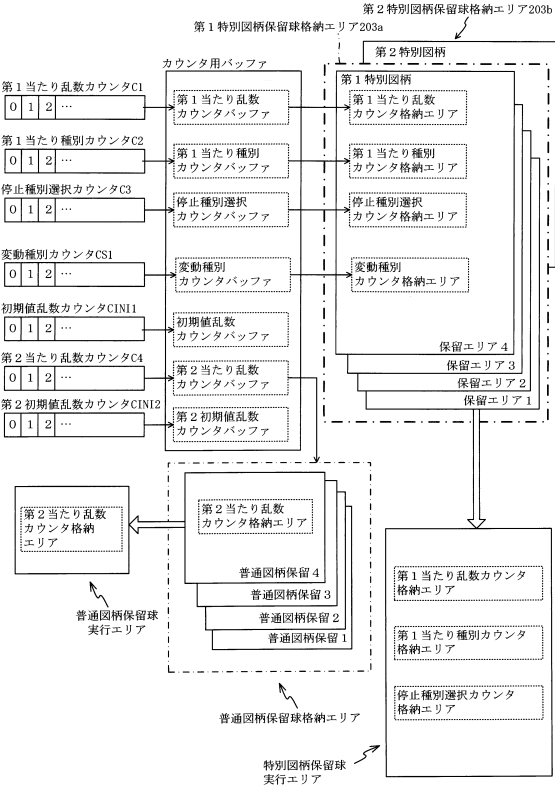 第２特別図柄保留球格納エリア203b
第１特別図柄保留球格納エリア203a
第２特別図柄
カウンタ用バッファ
第１特別図柄
第１当たり乱数カウンタC1
0 1 2 …
第１当たり乱数
カウンタバッファ
第１当たり乱数
カウンタ格納エリア
第１当たり種別カウンタC2
0 1 2 …
第１当たり種別
カウンタバッファ
第１当たり種別
カウンタ格納エリア
停止種別選択カウンタC3
0 1 2 …
停止種別選択
カウンタバッファ
停止種別選択
カウンタ格納エリア
変動種別カウンタCS1
0 1 2 …
変動種別
カウンタバッファ
変動種別
カウンタ格納エリア
初期値乱数カウンタCINI1
0 1 2 …
初期値乱数
カウンタバッファ
保留エリア４
保留エリア３
保留エリア２
保留エリア１
第２当たり乱数カウンタC4
0 1 2 …
第２当たり乱数
カウンタバッファ
第２初期値乱数カウンタCINI2
0 1 2 …
第２初期値乱数
カウンタバッファ
第２当たり乱数
カウンタ格納
エリア
第２当たり乱数
カウンタ格納エリア
普通図柄保留４
普通図柄保留３
普通図柄保留２
普通図柄保留１
普通図柄保留球
実行エリア
普通図柄保留球格納エリア
第１当たり乱数カウンタ
格納エリア
第１当たり種別カウンタ
格納エリア
停止種別選択カウンタ
格納エリア
特別図柄保留球
実行エリア